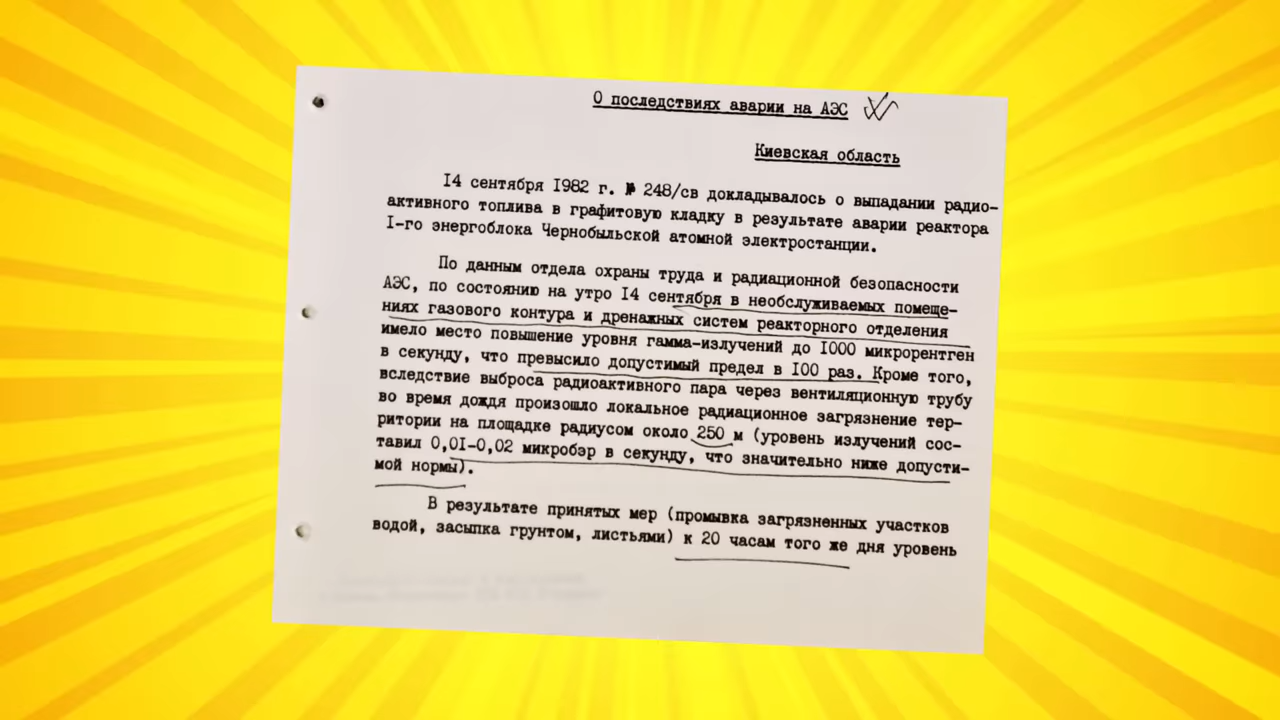 О последствиях аварии на АЭС
Киевская область
I4 сентября I982 г. № 248/св докладывалось о выпадании радио-
активного топлива в графитовую кладку в результате аварии реактора
I-го энергоблока Чернобыльской атомной электростанции.
По данным отдела охраны труда и радиационной безопасности
АЭС, по состоянию на утро I4 сентября в необслуживаемых помеще-
ниях газового контура и дренажных систем реакторного отделения
имело место повышение уровня гамма-излучений до I000 микрорентген
в секунду, что превысило допустимый предел в I00 раз. Кроме того,
вследствие выброса радиоактивного пара через вентиляционную трубу
во время дождя произошло локальное радиационное загрязнение тер-
ритории на площадке радиусом около 250 м (уровень излучений сос-
тавил 0,0I-0,02 микробэр в секунду, что значительно ниже допусти-
мой нормы).
В результате принятых мер (промывка загрязненных участков
водой, засыпка грунтом, листьями) к 20 часам того же дня уровень